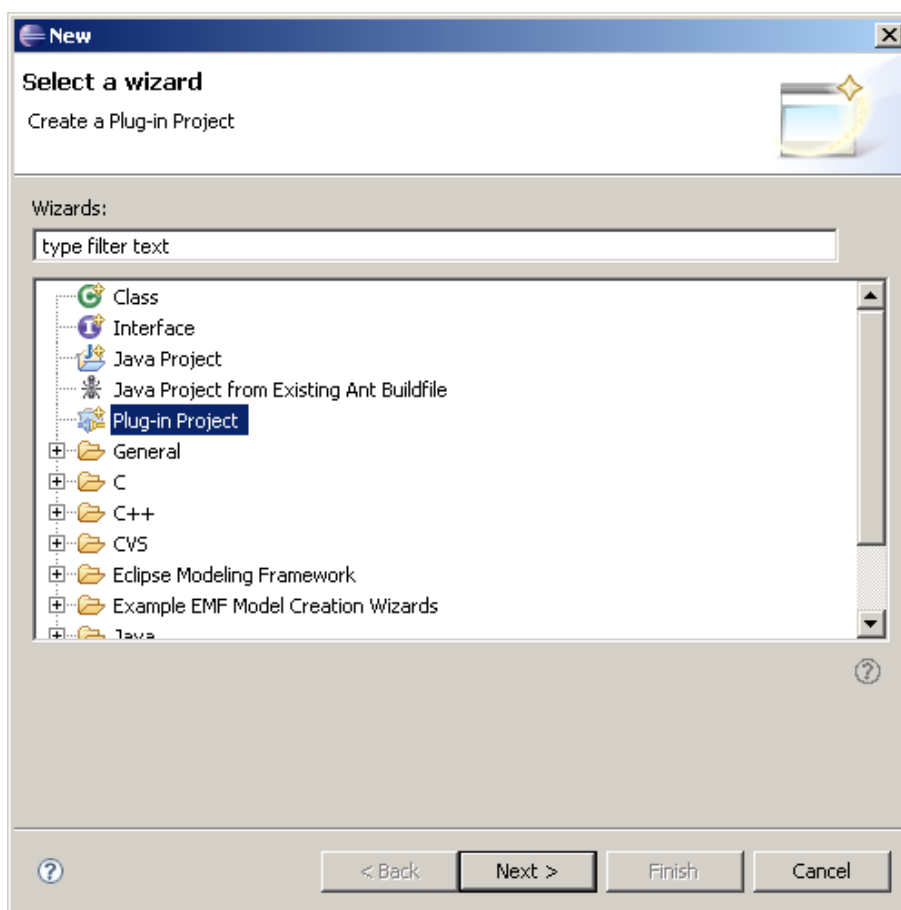 New
Select a wizard
Create a Plug-in Project
Wizards:
type filter text
Class
Interface
Java Project
Java Project from Existing Ant Buildfile
Plug-in Project
General
C
C++
CVS
Eclipse Modeling Framework
Example EMF Model Creation Wizards
Java
< Back Next > Finish Cancel